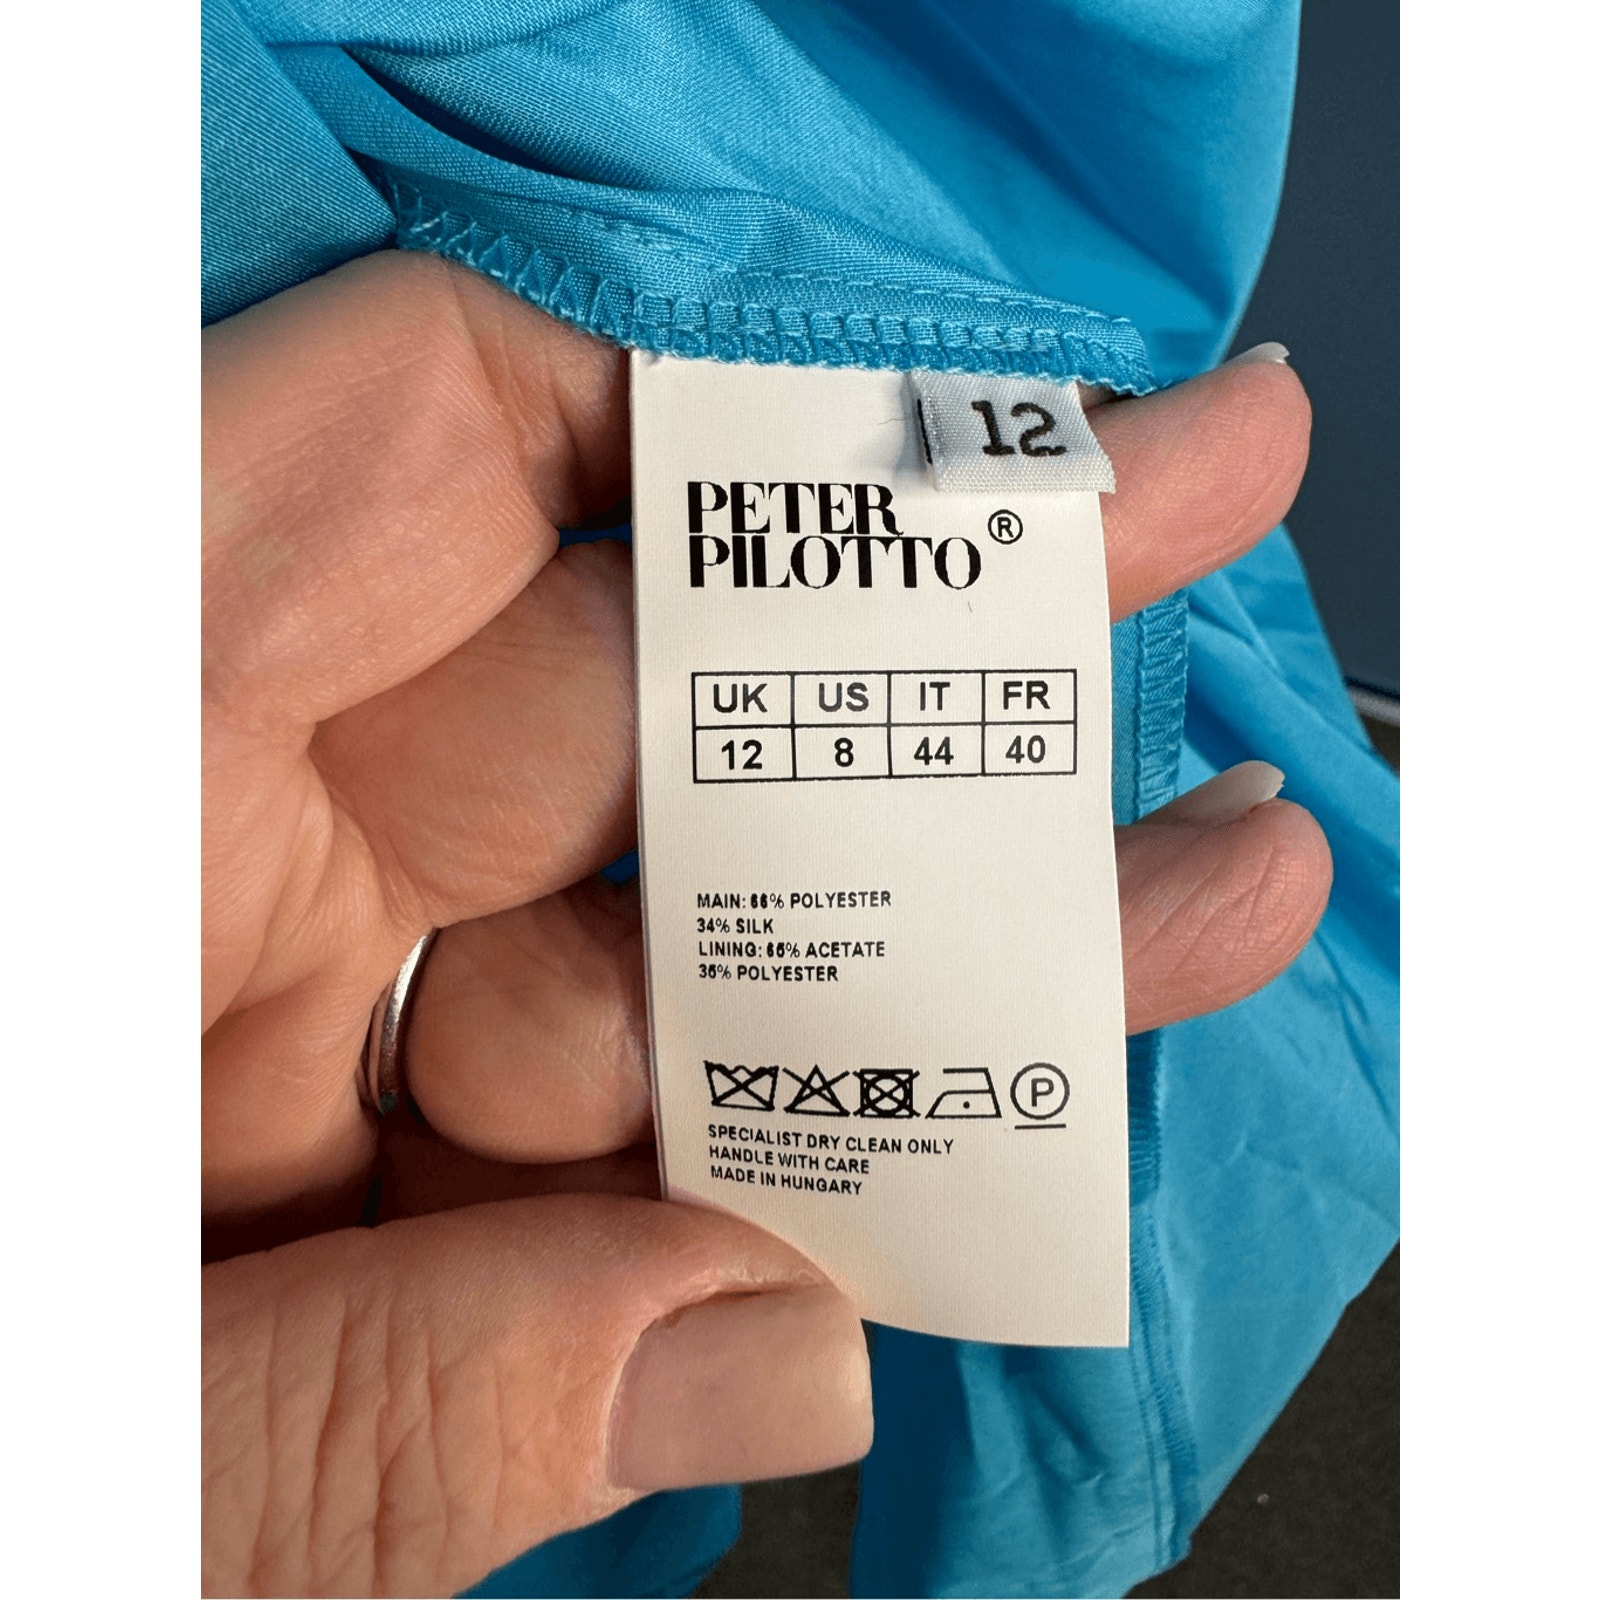 12
PETER
PILOTTO ®
UK US IT FR
12 8 44 40
MAIN: 66% POLYESTER
34% SILK
LINING: 65% ACETATE
35% POLYESTER
P
SPECIALIST DRY CLEAN ONLY
HANDLE WITH CARE
MADE IN HUNGARY